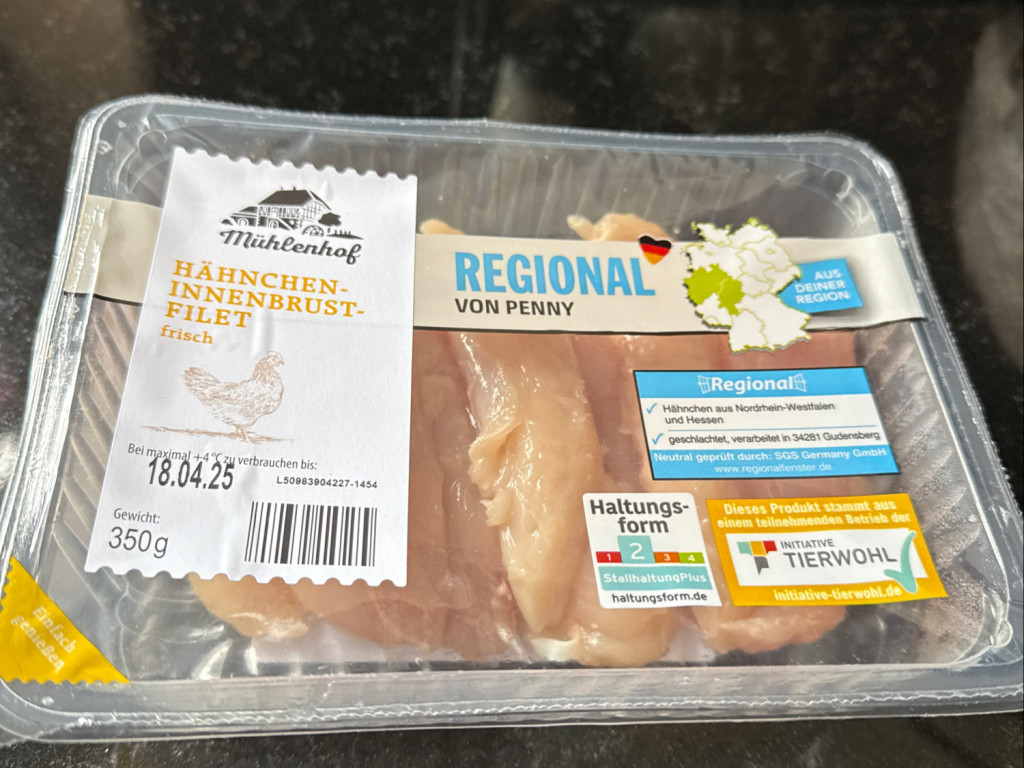 Mühlenhof
HÄHNCHEN-
INNENBRUST-
FILET
frisch
Bei maximal +4 °C zu verbrauchen bis:
18.04.25
L50983904227-1454
Gewicht:
350g
Einfach
genießen
REGIONAL
VON PENNY
AUS
DEINER
REGION
Regional
✓ Hähnchen aus Nordrhein-Westfalen
und Hessen
✓ geschlachtet, verarbeitet in 34281 Gudensberg
Neutral geprüft durch: SGS Germany GmbH
www.regionalfenster.de
Haltungs-
form
1 2 3 4
StallhaltungPlus
haltungsform.de
Dieses Produkt stammt aus
einem teilnehmenden Betrieb der
INITIATIVE
TIERWOHL
initiative-tierwohl.de